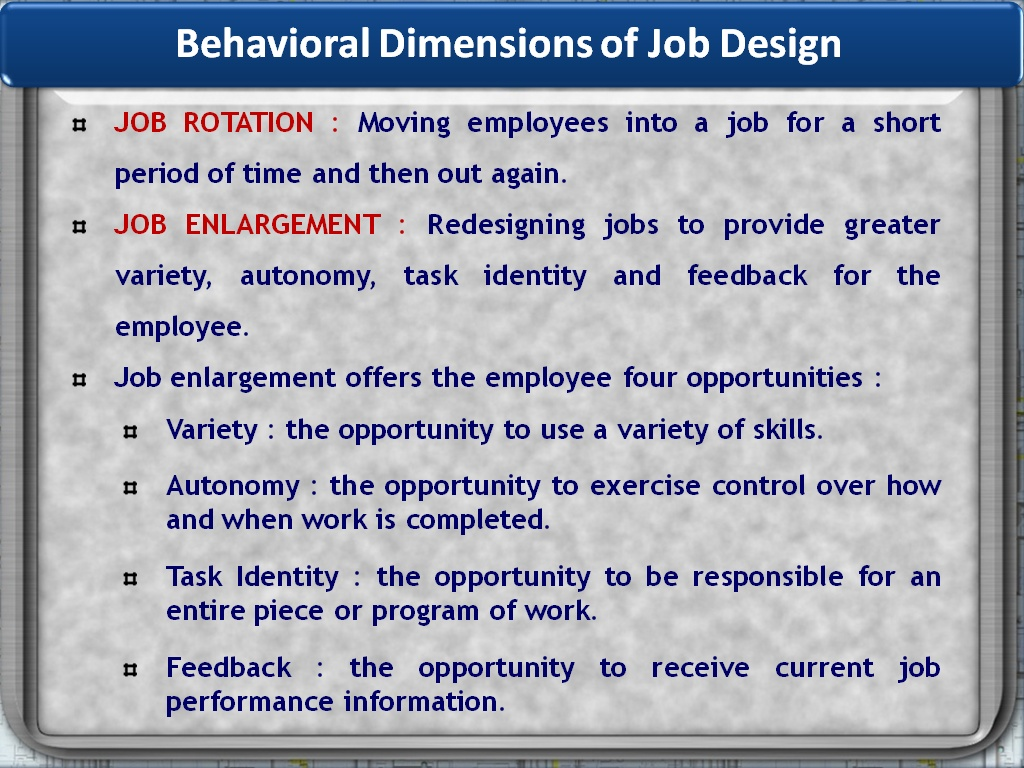 Behavioral Dimensions of Job Design
JOB ROTATION : Moving employees into a job for a short
period of time and then out again.
JOB ENLARGEMENT : Redesigning jobs to provide greater
variety, autonomy, task identity and feedback for the
employee.
Job enlargement offers the employee four opportunities :
Variety : the opportunity to use a variety of skills.
Autonomy : the opportunity to exercise control over how
and when work is completed.
Task Identity : the opportunity to be responsible for an
entire piece or program of work.
Feedback : the opportunity to receive current job
performance information.